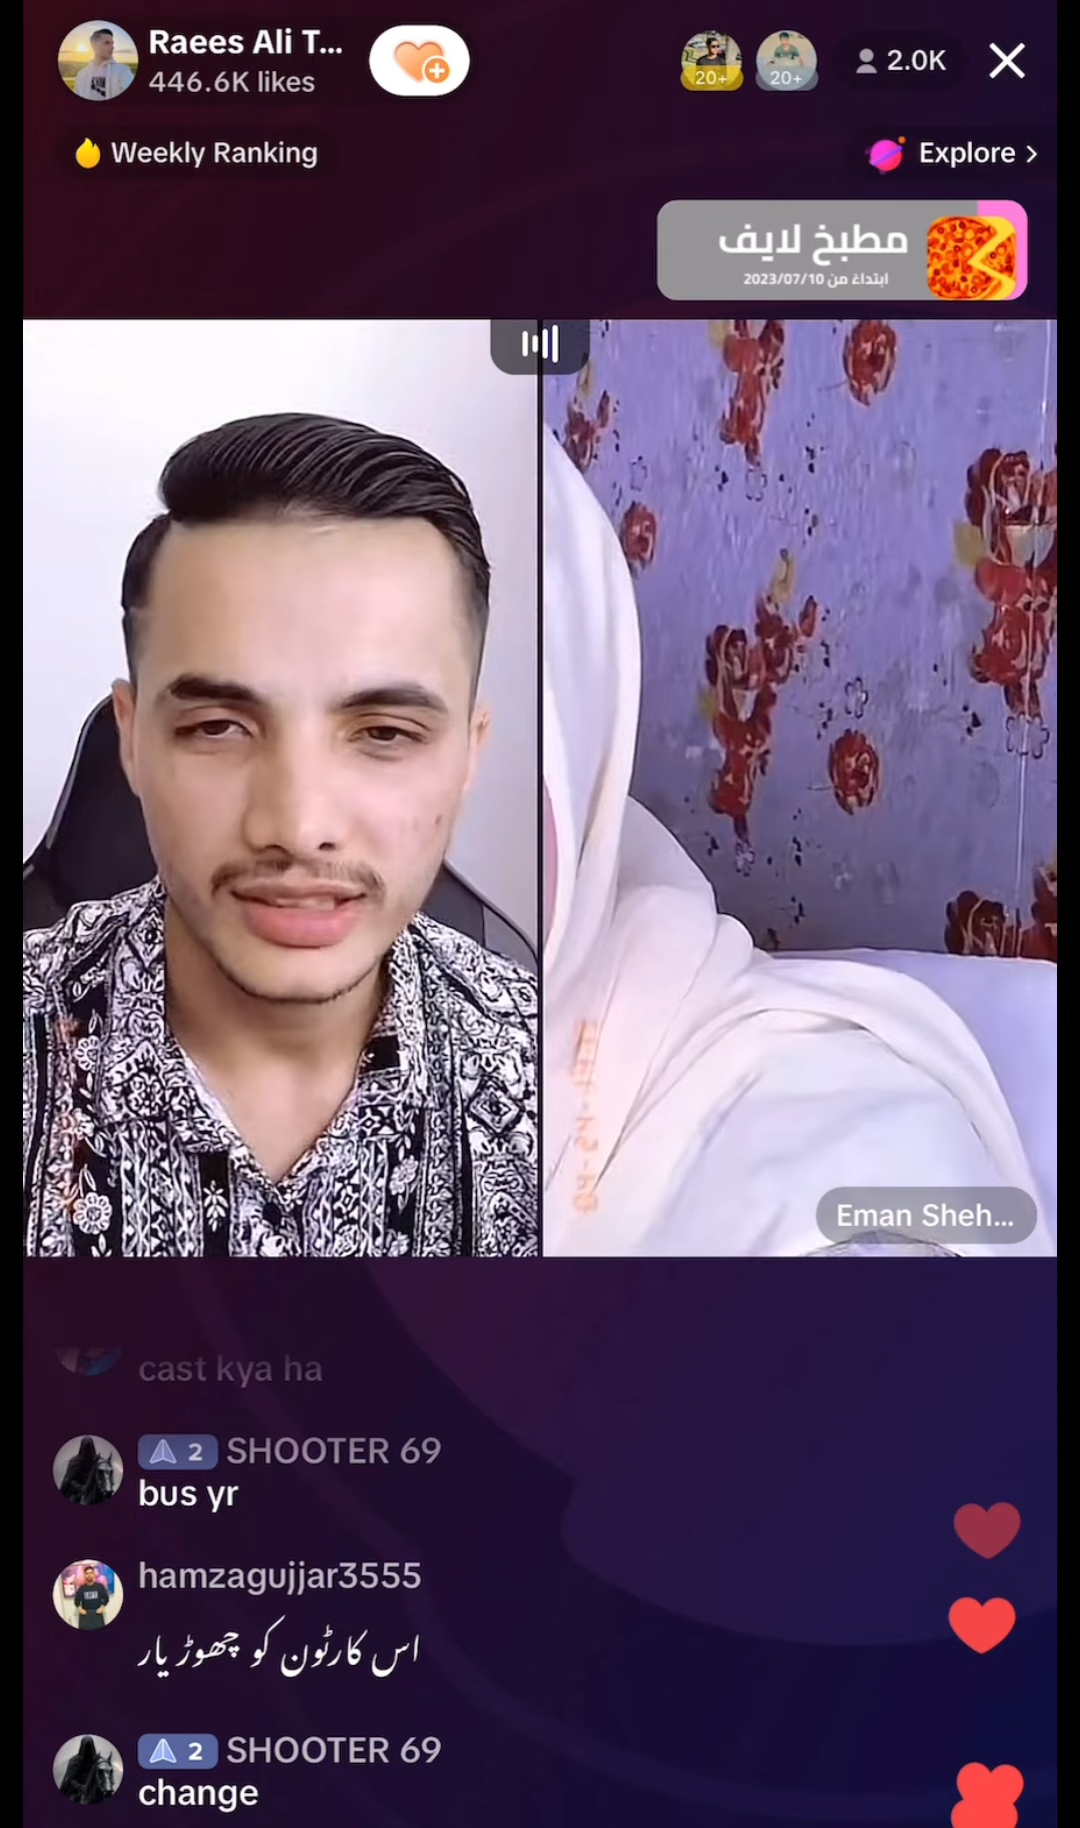 Raees Ali T...
446.6K likes
20+
20+
2.0K
Weekly Ranking
Explore >
مطبخ لايف
ابتداءً من 2023/07/10
Eman Sheh...
cast kya ha
2 SHOOTER 69
bus yr
hamzagujjar3555
اس کارٹون کو چھوڑ یار
2 SHOOTER 69
change